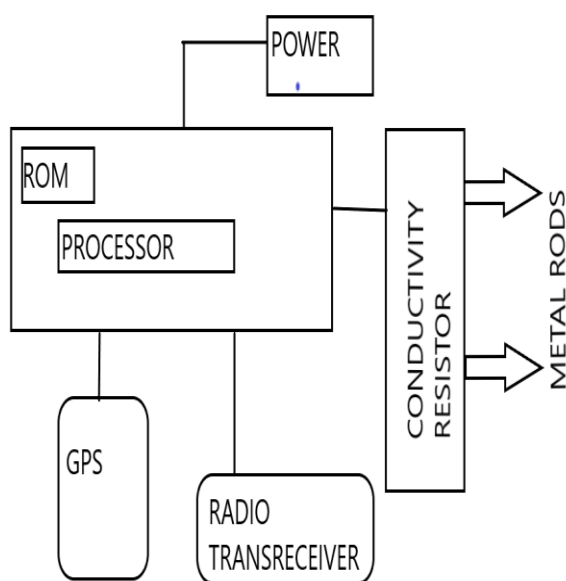 POWER
ROM
PROCESSOR
CONDUCTIVITY
RESISTOR
METAL RODS
GPS
RADIO
TRANSRECEIVER